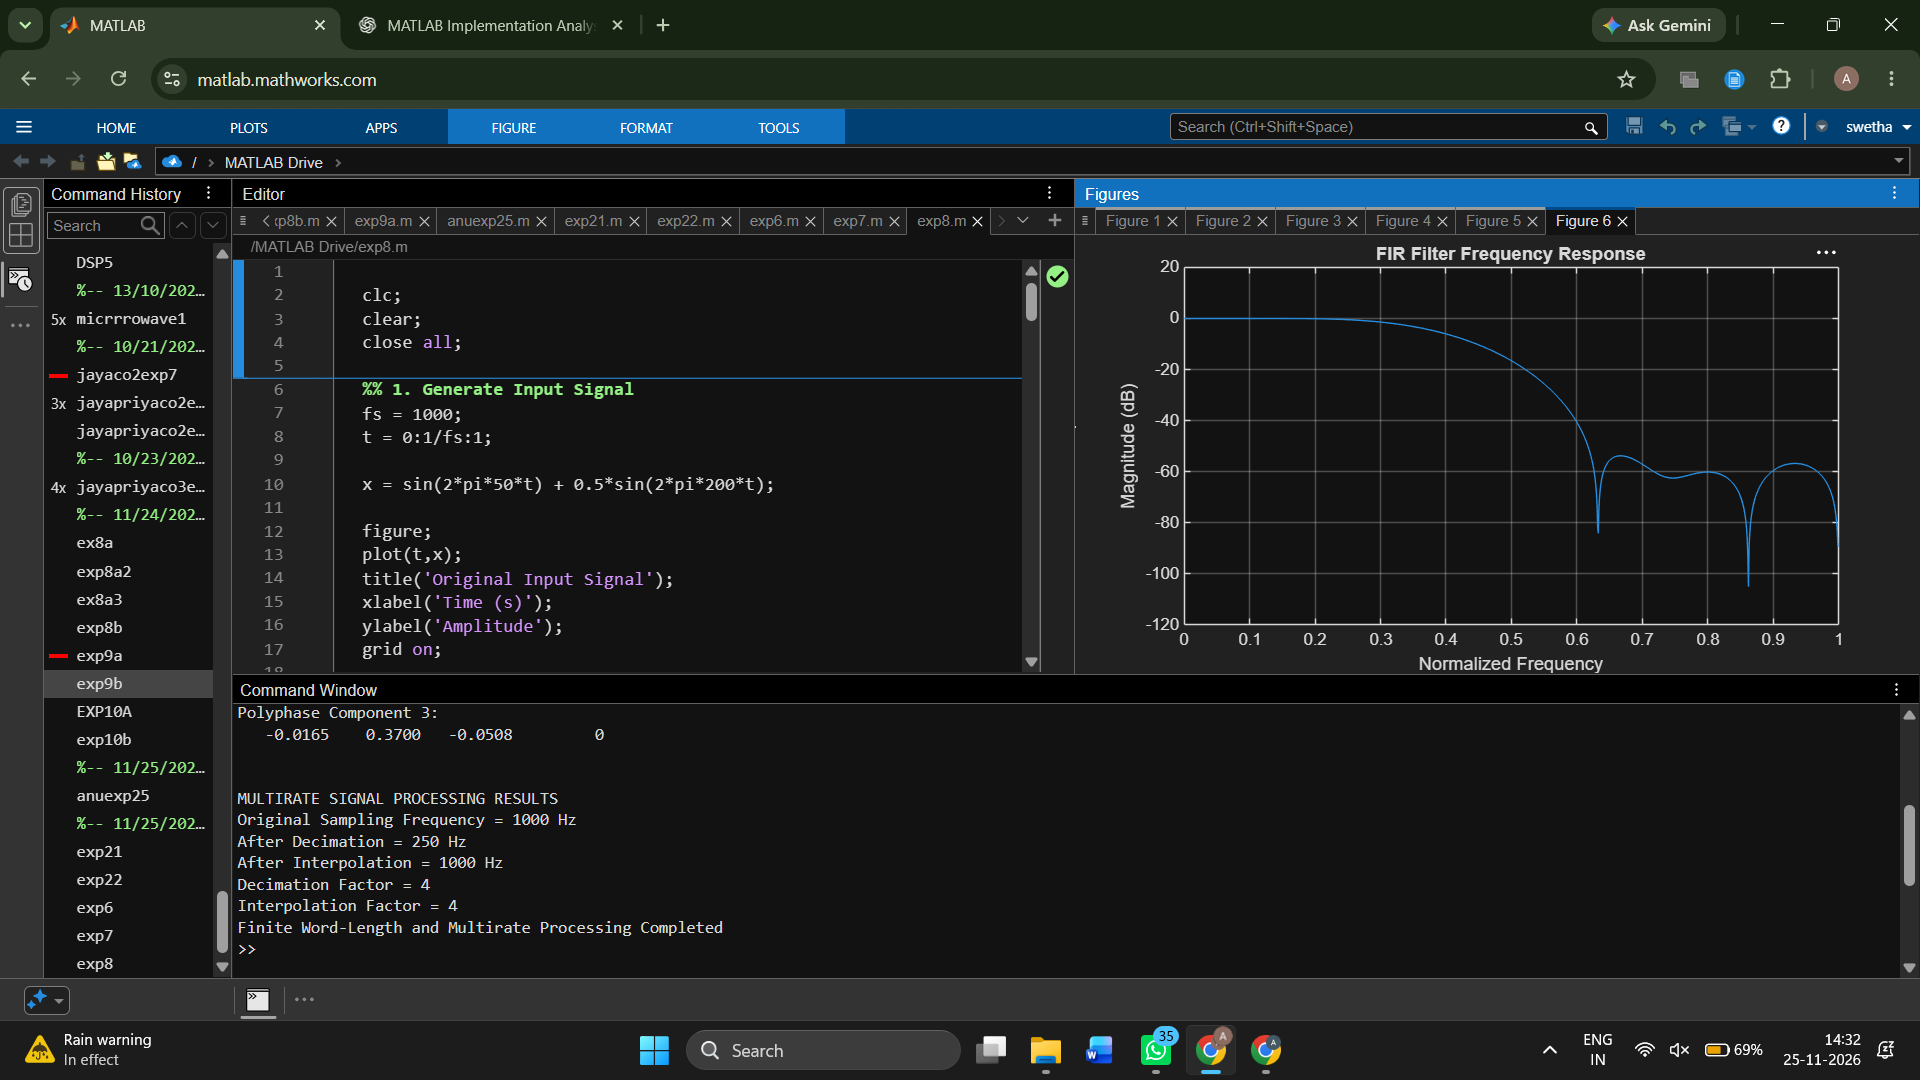 MATLAB
MATLAB Implementation Analy
Ask Gemini
matlab.mathworks.com
A
HOME
PLOTS
APPS
FIGURE
FORMAT
TOOLS
Search (Ctrl+Shift+Space)
swetha
/ > MATLAB Drive >
Command History
Search
DSP5
%-- 13/10/202...
5x micrrrowave1
%-- 10/21/202...
jayaco2exp7
3x jayapriyaco2e...
jayapriyaco2e...
%-- 10/23/202...
4x jayapriyaco3e...
%-- 11/24/202...
ex8a
exp8a2
ex8a3
exp8b
exp9a
exp9b
EXP10A
exp10b
%-- 11/25/202...
anuexp25
%-- 11/25/202...
exp21
exp22
exp6
exp7
exp8
Editor
xp8b.m
exp9a.m
anuexp25.m
exp21.m
exp22.m
exp6.m
exp7.m
exp8.m
/MATLAB Drive/exp8.m
1
2 clc;
3 clear;
4 close all;
5
6 %% 1. Generate Input Signal
7 fs = 1000;
8 t = 0:1/fs:1;
9
10 x = sin(2*pi*50*t) + 0.5*sin(2*pi*200*t);
11
12 figure;
13 plot(t,x);
14 title('Original Input Signal');
15 xlabel('Time (s)');
16 ylabel('Amplitude');
17 grid on;
18
Figures
Figure 1
Figure 2
Figure 3
Figure 4
Figure 5
Figure 6
FIR Filter Frequency Response
20
0
-20
-40
-60
-80
-100
-120
Magnitude (dB)
0 0.1 0.2 0.3 0.4 0.5 0.6 0.7 0.8 0.9 1
Normalized Frequency
Command Window
Polyphase Component 3:
-0.0165 0.3700 -0.0508 0
MULTIRATE SIGNAL PROCESSING RESULTS
Original Sampling Frequency = 1000 Hz
After Decimation = 250 Hz
After Interpolation = 1000 Hz
Decimation Factor = 4
Interpolation Factor = 4
Finite Word-Length and Multirate Processing Completed
>>
Rain warning
In effect
Search
35
A
A
ENG
IN
69%
14:32
25-11-2026